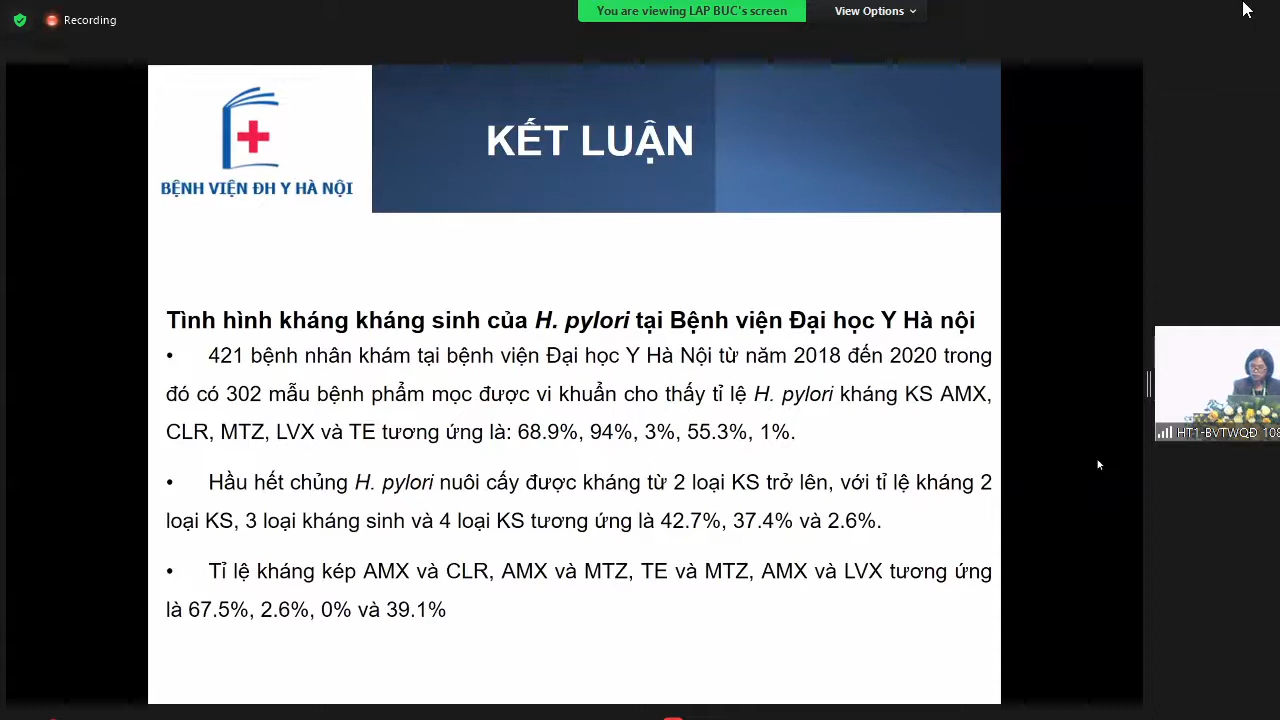 Recording
You are viewing LAP BUC's screen
View Options
BỆNH VIỆN ĐH Y HÀ NỘI
KẾT LUẬN
Tình hình kháng kháng sinh của H. pylori tại Bệnh viện Đại học Y Hà nội
• 421 bệnh nhân khám tại bệnh viện Đại học Y Hà Nội từ năm 2018 đến 2020 trong
đó có 302 mẫu bệnh phẩm mọc được vi khuẩn cho thấy tỉ lệ H. pylori kháng KS AMX,
CLR, MTZ, LVX và TE tương ứng là: 68.9%, 94%, 3%, 55.3%, 1%.
• Hầu hết chủng H. pylori nuôi cấy được kháng từ 2 loại KS trở lên, với tỉ lệ kháng 2
loại KS, 3 loại kháng sinh và 4 loại KS tương ứng là 42.7%, 37.4% và 2.6%.
• Tỉ lệ kháng kép AMX và CLR, AMX và MTZ, TE và MTZ, AMX và LVX tương ứng
là 67.5%, 2.6%, 0% và 39.1%
HT1-BVTWQĐ 108